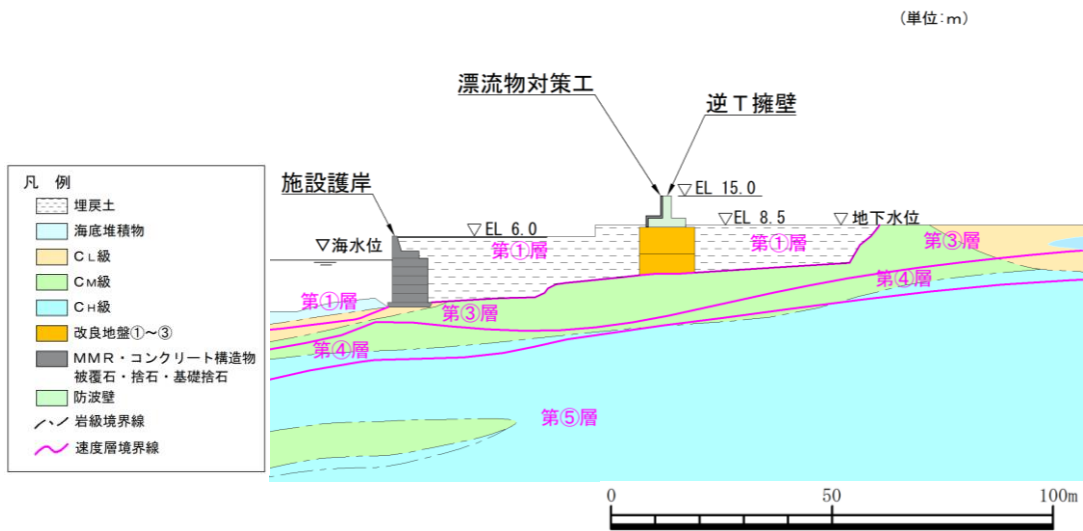 (単位:m)
漂流物対策工
逆T擁壁
施設護岸
▽EL 15.0
▽EL 6.0
▽EL 8.5
▽地下水位
▽海水位
第①層
第①層
第①層
第③層
第③層
第④層
第④層
第⑤層
凡 例
埋戻土
海底堆積物
CL級
CM級
CH級
改良地盤①~③
MMR・コンクリート構造物
被覆石・捨石・基礎捨石
防波壁
岩級境界線
速度層境界線
0 50 100m